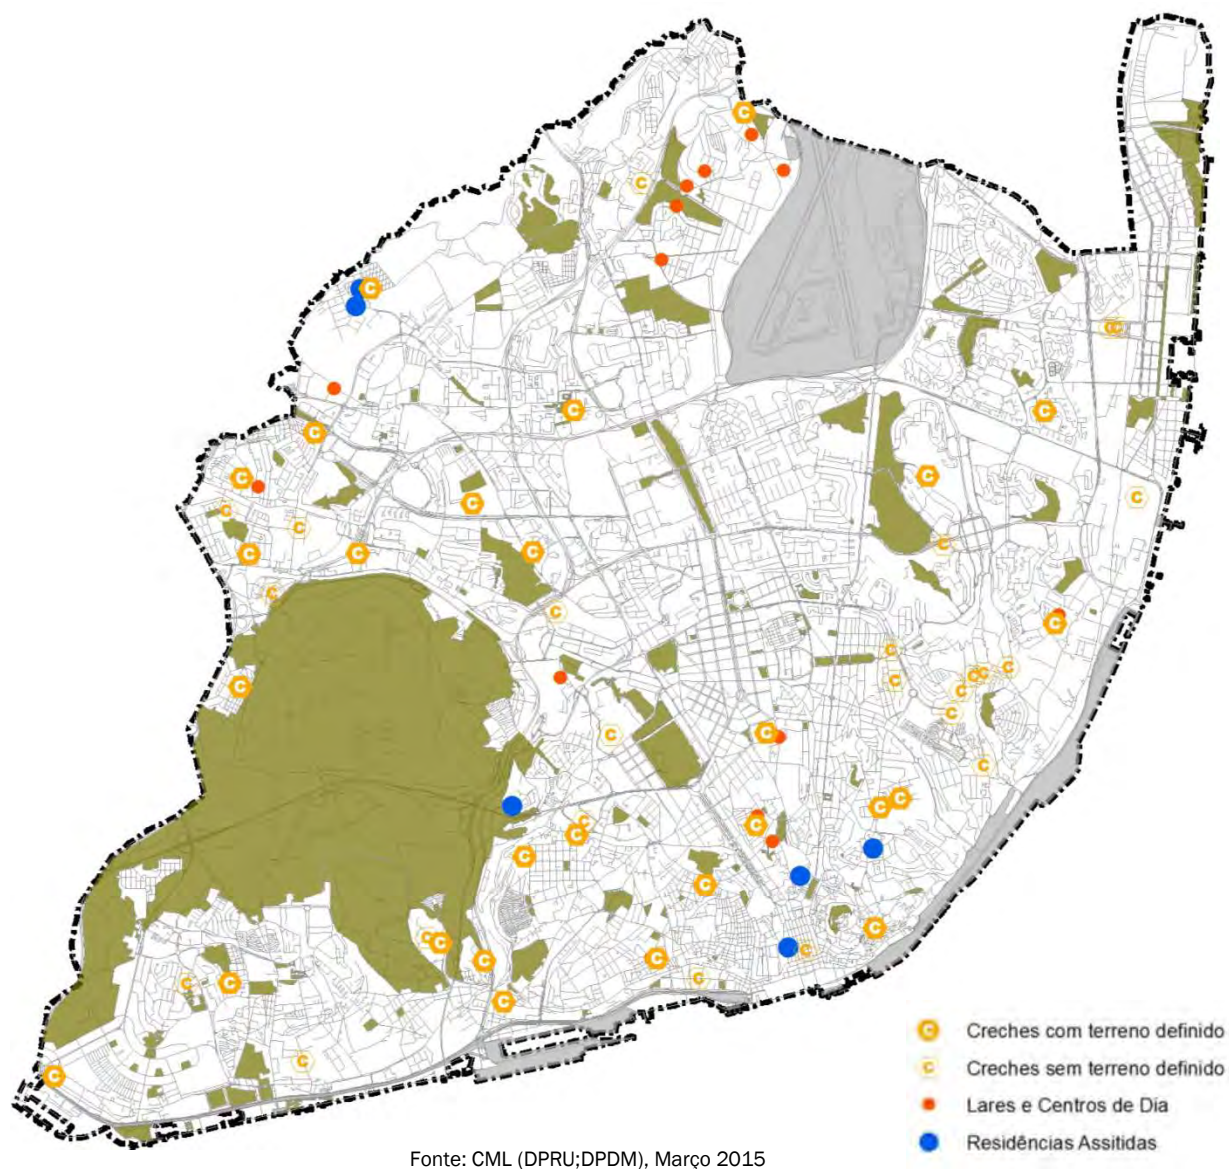 Creches com terreno definido
Creches sem terreno definido
Lares e Centros de Dia
Residências Assitidas
Fonte: CML (DPRU;DPDM), Março 2015